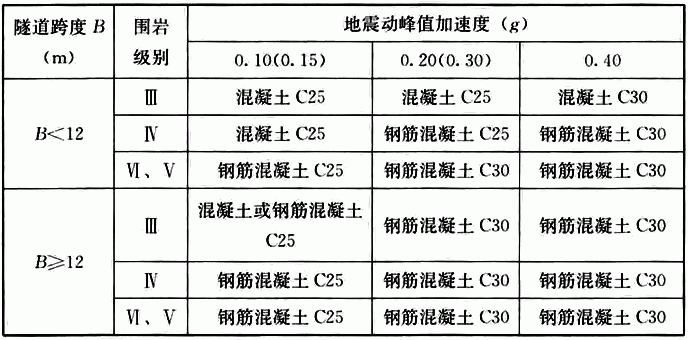 隧道跨度 B
(m)
围岩
级别
地震动峰值加速度 (g)
0.10(0.15)
0.20(0.30)
0.40
B<12
Ⅲ
混凝土 C25
混凝土 C25
混凝土 C30
Ⅳ
混凝土 C25
钢筋混凝土 C25
钢筋混凝土 C30
Ⅵ、Ⅴ
钢筋混凝土 C25
钢筋混凝土 C30
钢筋混凝土 C30
B≥12
Ⅲ
混凝土或钢筋混凝土
C25
钢筋混凝土 C30
钢筋混凝土 C30
Ⅳ
钢筋混凝土 C25
钢筋混凝土 C30
钢筋混凝土 C30
Ⅵ、Ⅴ
钢筋混凝土 C25
钢筋混凝土 C30
钢筋混凝土 C30